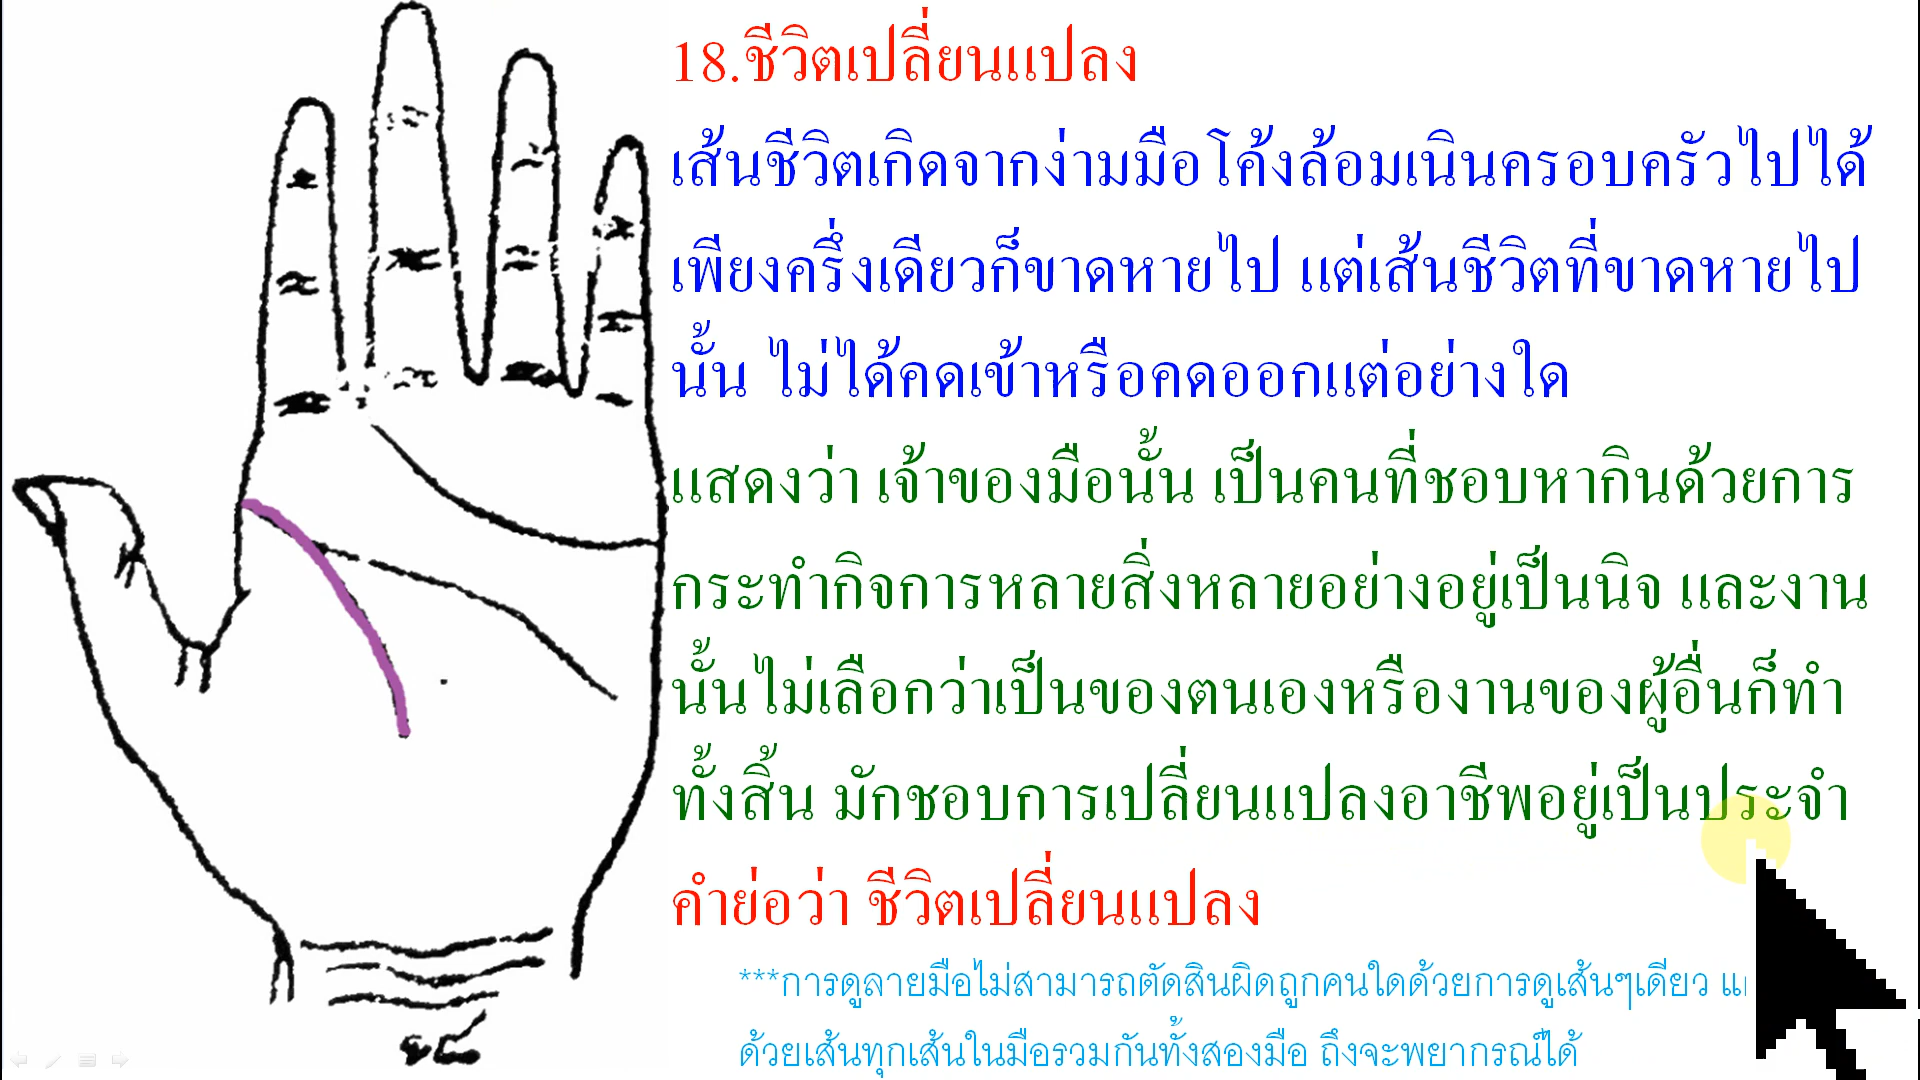 18.ชีวิตเปลี่ยนแปลง
เส้นชีวิตเกิดจากง่ามมือโค้งล้อมเนินครอบครัวไปได้
เพียงครึ่งเดียวก็ขาดหายไป แต่เส้นชีวิตที่ขาดหายไป
นั้น ไม่ได้คดเข้าหรือคดออกแต่อย่างใด
แสดงว่า เจ้าของมือนั้น เป็นคนที่ชอบหากินด้วยการ
กระทำกิจการหลายสิ่งหลายอย่างอยู่เป็นนิจ และงาน
นั้นไม่เลือกว่าเป็นของตนเองหรืองานของผู้อื่นก็ทำ
ทั้งสิ้น มักชอบการเปลี่ยนแปลงอาชีพอยู่เป็นประจำ
คำย่อว่า ชีวิตเปลี่ยนแปลง
***การดูลายมือไม่สามารถตัดสินผิดถูกคนใดด้วยการดูเส้นๆเดียว
ด้วยเส้นทุกเส้นในมือรวมกันทั้งสองมือ ถึงจะพยากรณ์ได้
๑๘